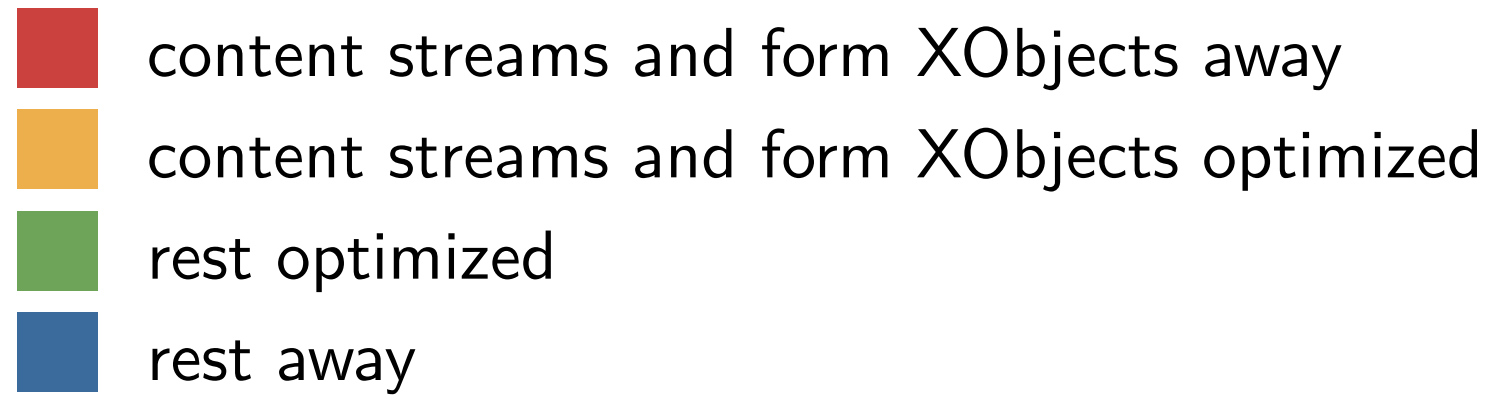 content streams and form XObjects away
content streams and form XObjects optimized
rest optimized
rest away